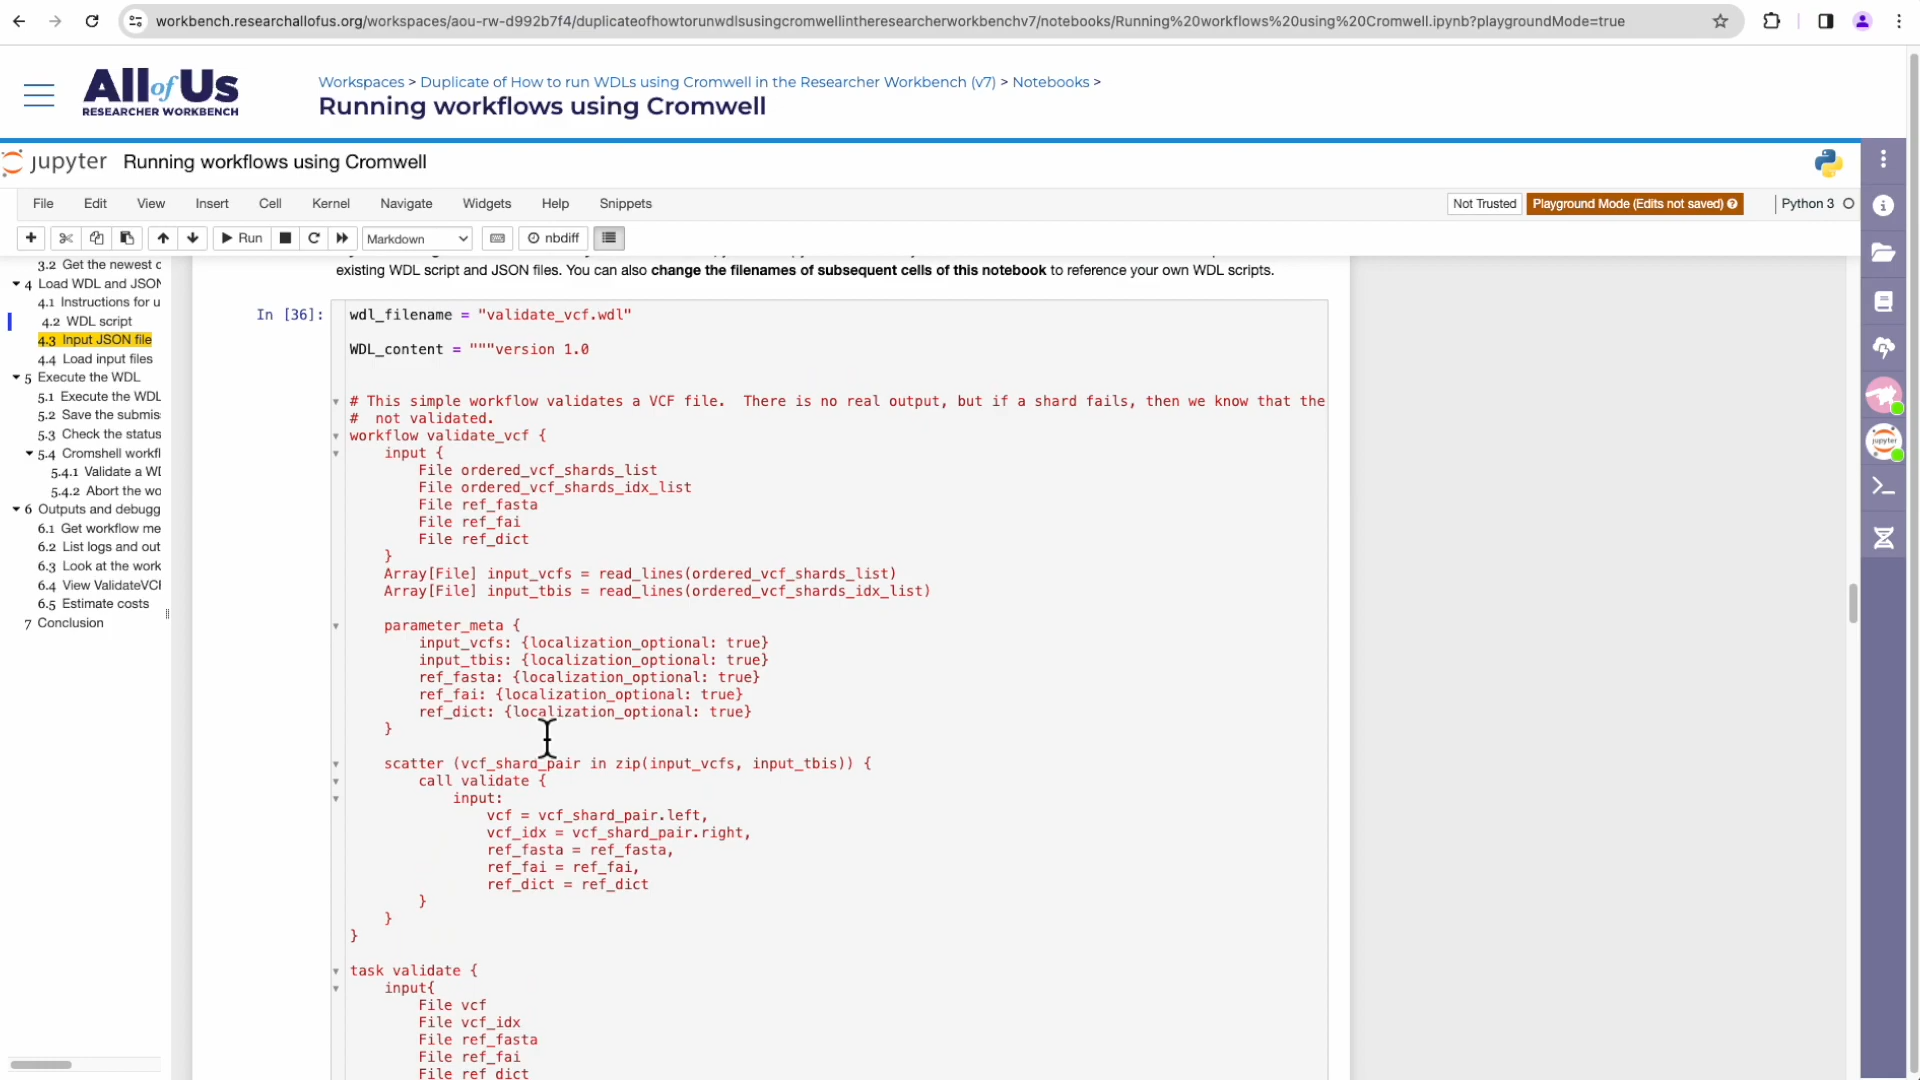 workbench.researchallofus.org/workspaces/aou-rw-d992b7f4/duplicateofhowtorunwdlsusingcromwellintheresearcherworkbenchv7/notebooks/Running%20workflows%20using%20Cromwell.ipynb?playgroundMode=true
All of Us
RESEARCHER WORKBENCH
Workspaces > Duplicate of How to run WDLs using Cromwell in the Researcher Workbench (v7) > Notebooks >
Running workflows using Cromwell
jupyter Running workflows using Cromwell
File Edit View Insert Cell Kernel Navigate Widgets Help Snippets
Not Trusted Playground Mode (Edits not saved) Python 3
Run Markdown nbdiff
3.2 Get the newest c
4 Load WDL and JSON
4.1 Instructions for u
4.2 WDL script
4.3 Input JSON file
4.4 Load input files
5 Execute the WDL
5.1 Execute the WDL
5.2 Save the submis
5.3 Check the status
5.4 Cromshell workfl
5.4.1 Validate a WD
5.4.2 Abort the wo
6 Outputs and debugg
6.1 Get workflow me
6.2 List logs and out
6.3 Look at the work
6.4 View ValidateVCF
6.5 Estimate costs
7 Conclusion
existing WDL script and JSON files. You can also change the filenames of subsequent cells of this notebook to reference your own WDL scripts.
In [36]:
wdl_filename = "validate_vcf.wdl"
WDL_content = """version 1.0
# This simple workflow validates a VCF file.  There is no real output, but if a shard fails, then we know that the
#  not validated.
workflow validate_vcf {
    input {
        File ordered_vcf_shards_list
        File ordered_vcf_shards_idx_list
        File ref_fasta
        File ref_fai
        File ref_dict
    }
    Array[File] input_vcfs = read_lines(ordered_vcf_shards_list)
    Array[File] input_tbis = read_lines(ordered_vcf_shards_idx_list)
    parameter_meta {
        input_vcfs: {localization_optional: true}
        input_tbis: {localization_optional: true}
        ref_fasta: {localization_optional: true}
        ref_fai: {localization_optional: true}
        ref_dict: {localization_optional: true}
    }
    scatter (vcf_shard_pair in zip(input_vcfs, input_tbis)) {
        call validate {
            input:
                vcf = vcf_shard_pair.left,
                vcf_idx = vcf_shard_pair.right,
                ref_fasta = ref_fasta,
                ref_fai = ref_fai,
                ref_dict = ref_dict
        }
    }
}
task validate {
    input{
        File vcf
        File vcf_idx
        File ref_fasta
        File ref_fai
        File ref_dict
jupyter